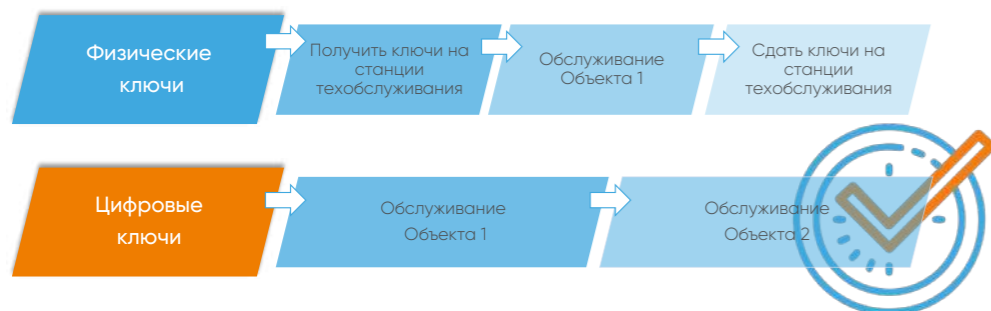 Физические
ключи
Получить ключи на
станции
техобслуживания
Обслуживание
Объекта 1
Сдать ключи на
станции
техобслуживания
Цифровые
ключи
Обслуживание
Объекта 1
Обслуживание
Объекта 2